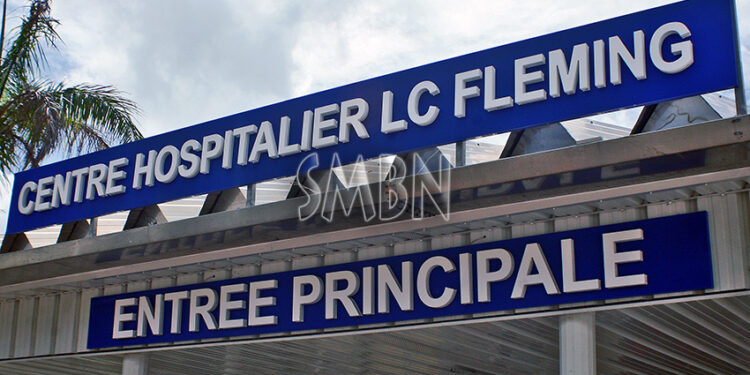 CENTRE HOSPITALIER LC FLEMING
SMBN
ENTREE PRINCIPALE